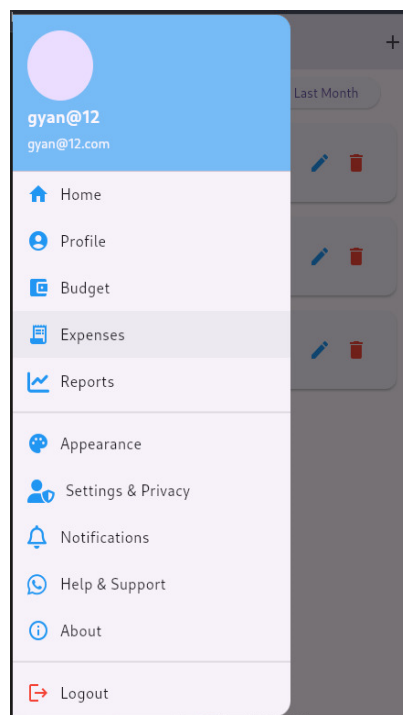 +
Last Month
gyan@12
gyan@12.com
Home
Profile
Budget
Expenses
Reports
Appearance
Settings & Privacy
Notifications
Help & Support
About
Logout